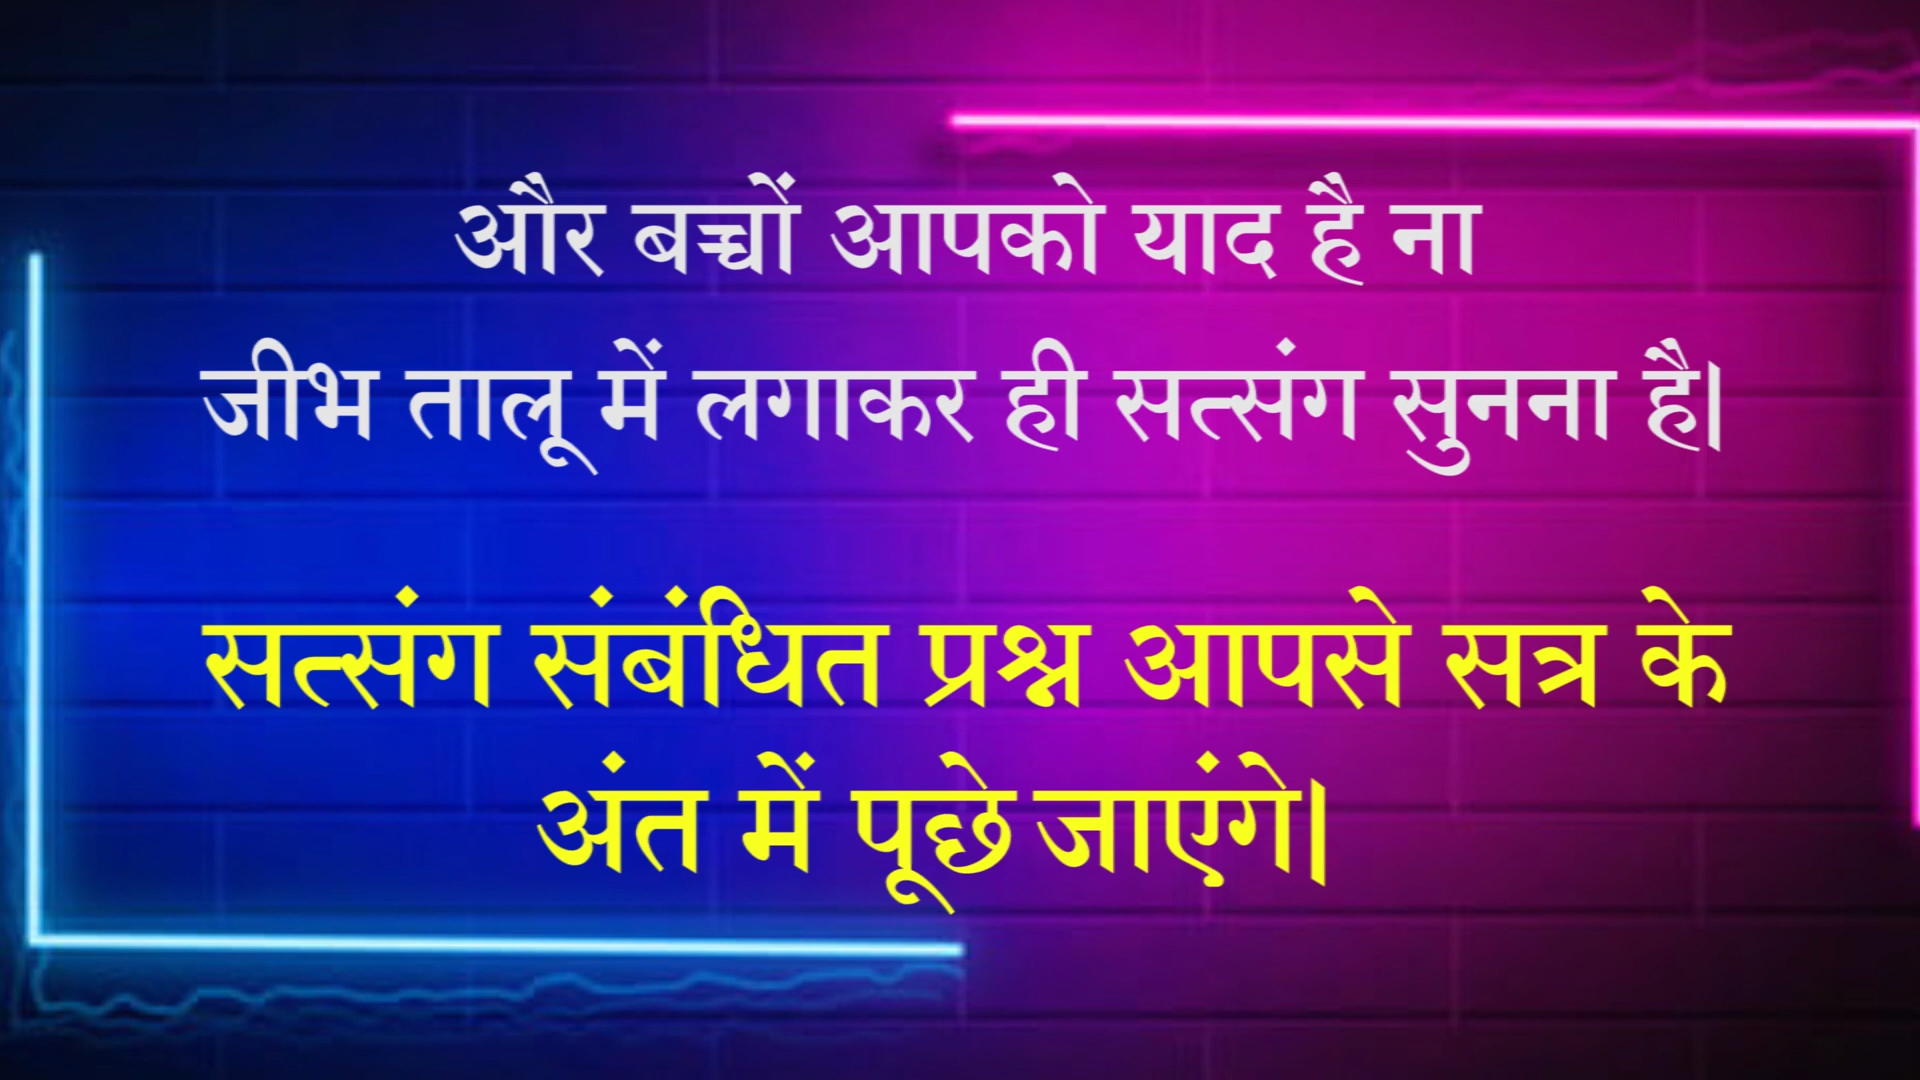 और बच्चों आपको याद है ना
जीभ तालू में लगाकर ही सत्संग सुनना है।
सत्संग संबंधित प्रश्न आपसे सत्र के
अंत में पूछे जाएंगे।